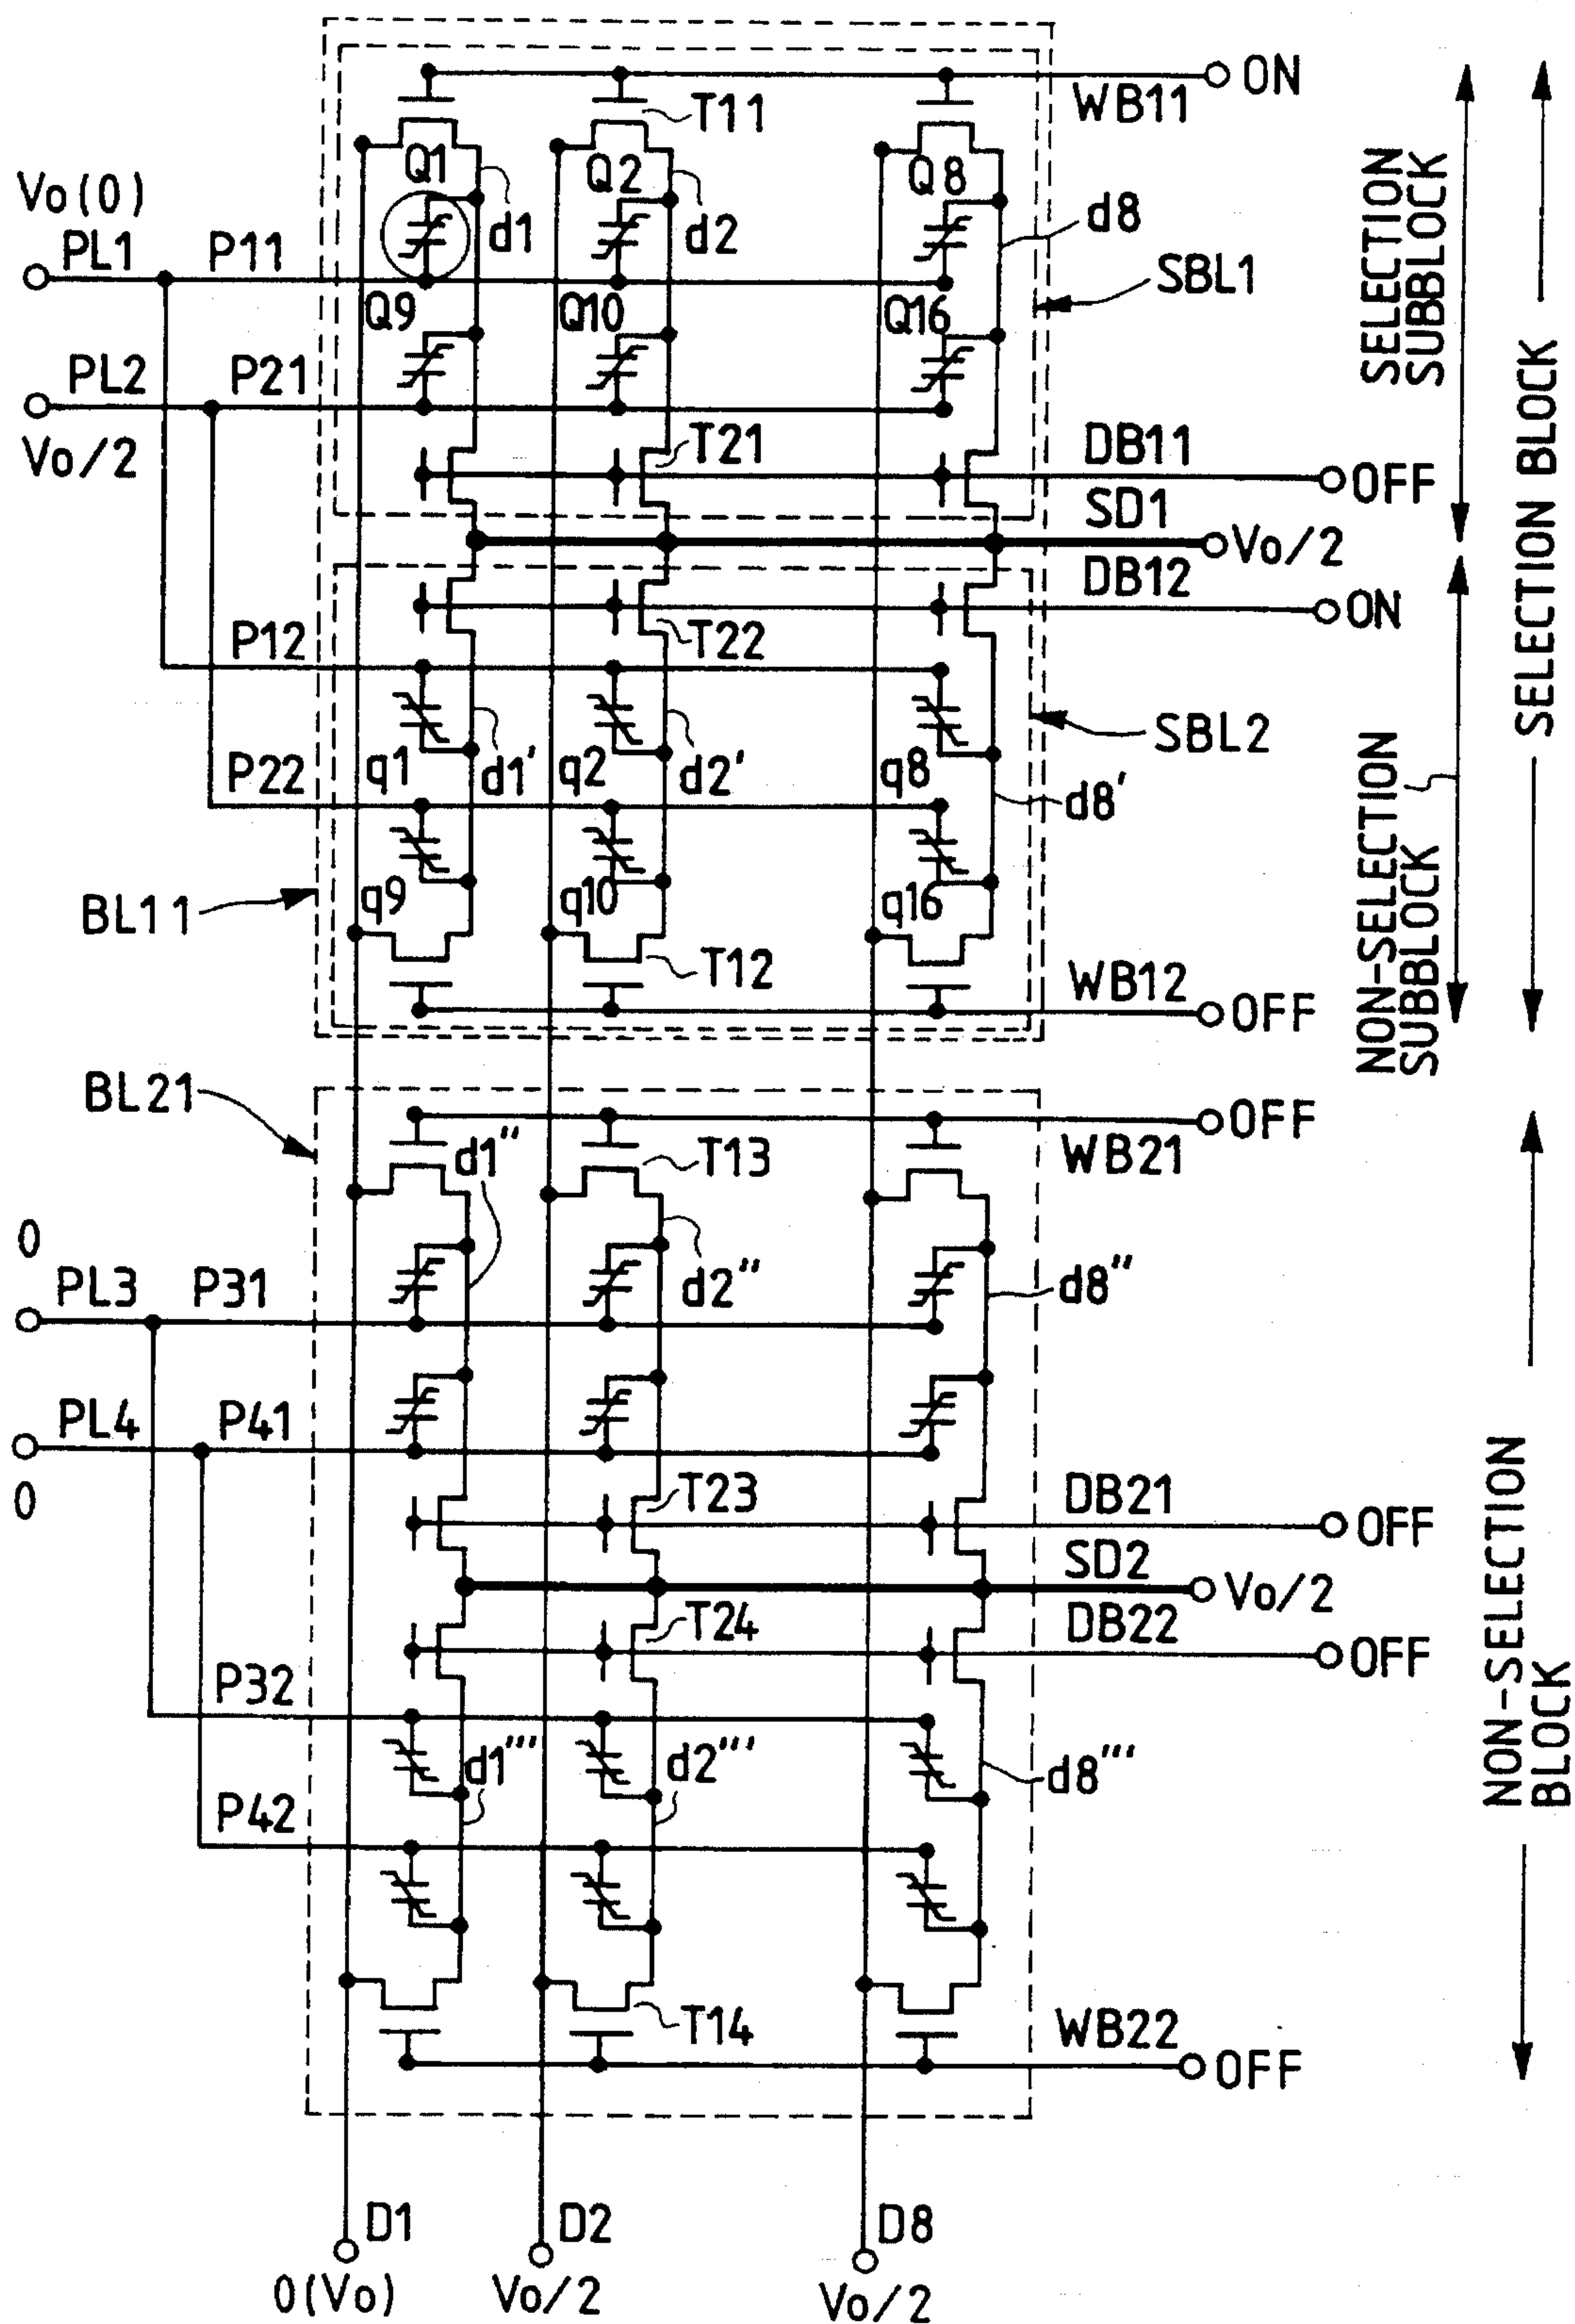 ON
WB11
T11
Q1
Q2
Q8
Vo(0)
PL1
P11
d1
d2
d8
SBL1
SELECTION
SUBBLOCK
Q9
Q10
Q16
PL2
P21
Vo/2
T21
DB11
OFF
SD1
Vo/2
DB12
ON
SELECTION BLOCK
P12
T22
SBL2
P22
q1
d1'
q2
d2'
q8
d8'
NON-SELECTION
SUBBLOCK
BL11
q9
q10
q16
T12
WB12
OFF
BL21
OFF
d1''
T13
WB21
0
PL3
P31
d2''
d8''
PL4
P41
0
T23
DB21
OFF
SD2
Vo/2
T24
DB22
OFF
NON-SELECTION
BLOCK
P32
d1'''
d2'''
d8'''
P42
T14
WB22
OFF
D1
D2
D8
0(Vo)
Vo/2
Vo/2